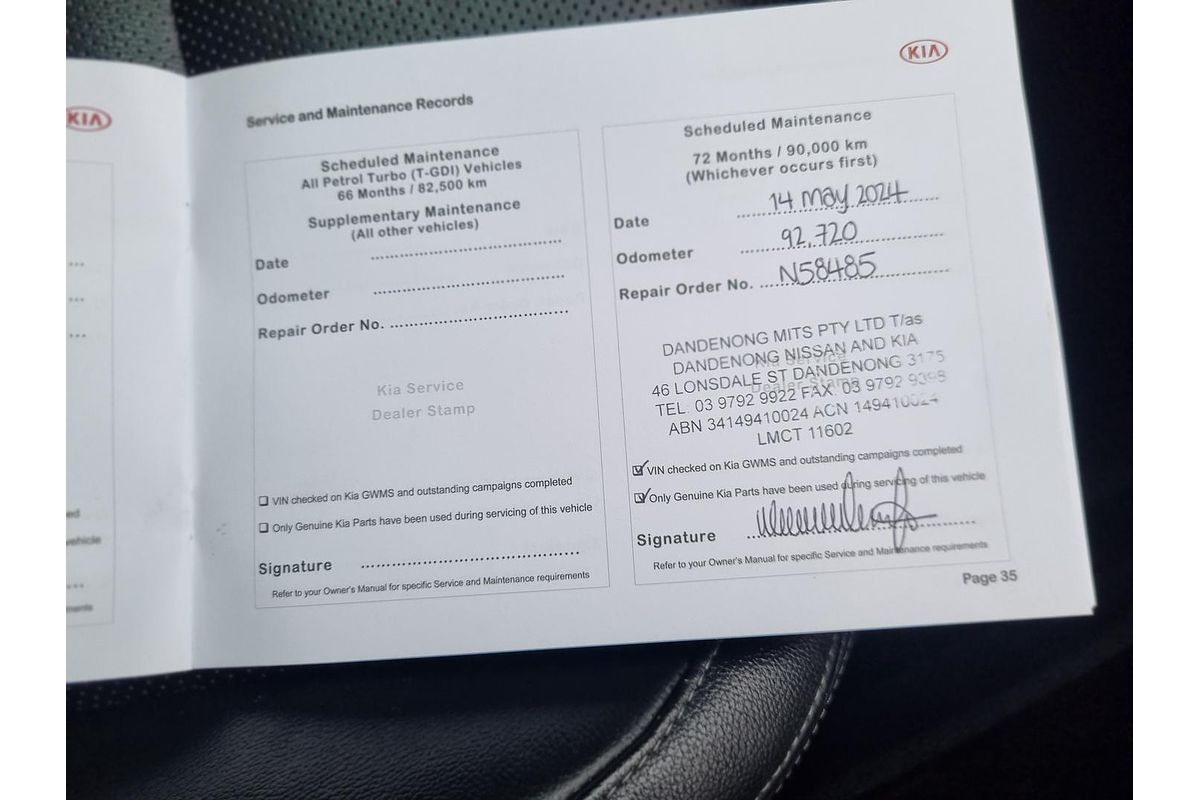 KIA
KIA
Service and Maintenance Records
Scheduled Maintenance
All Petrol Turbo (T-GDI) Vehicles
66 Months / 82,500 km
Supplementary Maintenance
(All other vehicles)
Date
Odometer
Repair Order No.
Kia Service
Dealer Stamp
VIN checked on Kia GWMS and outstanding campaigns completed
Only Genuine Kia Parts have been used during servicing of this vehicle
Signature
Refer to your Owner's Manual for specific Service and Maintenance requirements
Scheduled Maintenance
72 Months / 90,000 km
(Whichever occurs first)
Date 14 May 2024
Odometer 92,720
Repair Order No. N58485
Kia Service
Dealer Stamp
DANDENONG MITS PTY LTD T/as
DANDENONG NISSAN AND KIA
46 LONSDALE ST DANDENONG 3175
TEL. 03 9792 9922 FAX. 03 9792
ABN 34149410024 ACN 149410024
LMCT 11602
VIN checked on Kia GWMS and outstanding campaigns completed
Only Genuine Kia Parts have been used during servicing of this vehicle
Signature
Refer to your Owner's Manual for specific Service and Maintenance requirements
Page 35